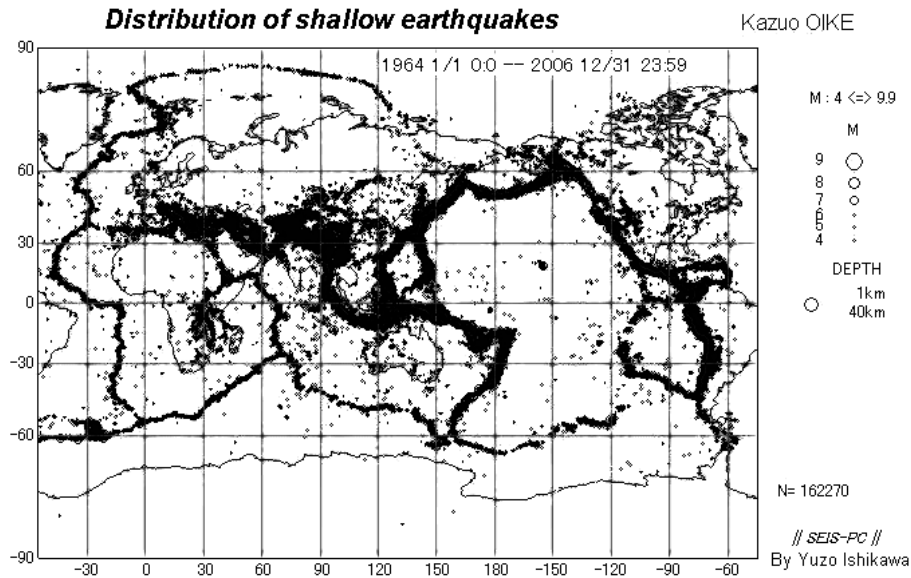 Distribution of shallow earthquakes
Kazuo OIKE
1964 1/1 0:0 -- 2006 12/31 23:59
90
60
30
0
-30
-60
-90
-30 0 30 60 90 120 150 180 -150 -120 -90 -60
M : 4 <=> 9.9
M
9
8
7
6
5
4
DEPTH
1km
40km
N= 162270
// SEIS-PC //
By Yuzo Ishikawa